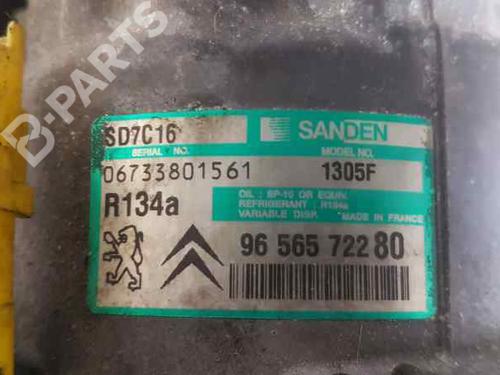 B-PARTS
SD7C16 SANDEN
SERIAL NO. MODEL NO.
06733801561 1305F
R134a OIL : SP-10 OR EQUIV.
REFRIGERANT : R134a
VARIABLE DISP. "MADE IN FRANCE"
96 565 722 80